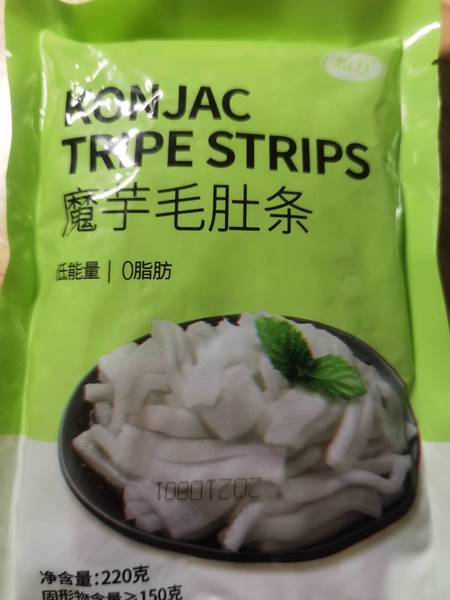 KONJAC
TRIPE STRIPS
魔芋毛肚条
低能量 | 0脂肪
20210801
净含量:220克
固形物含量≥150克